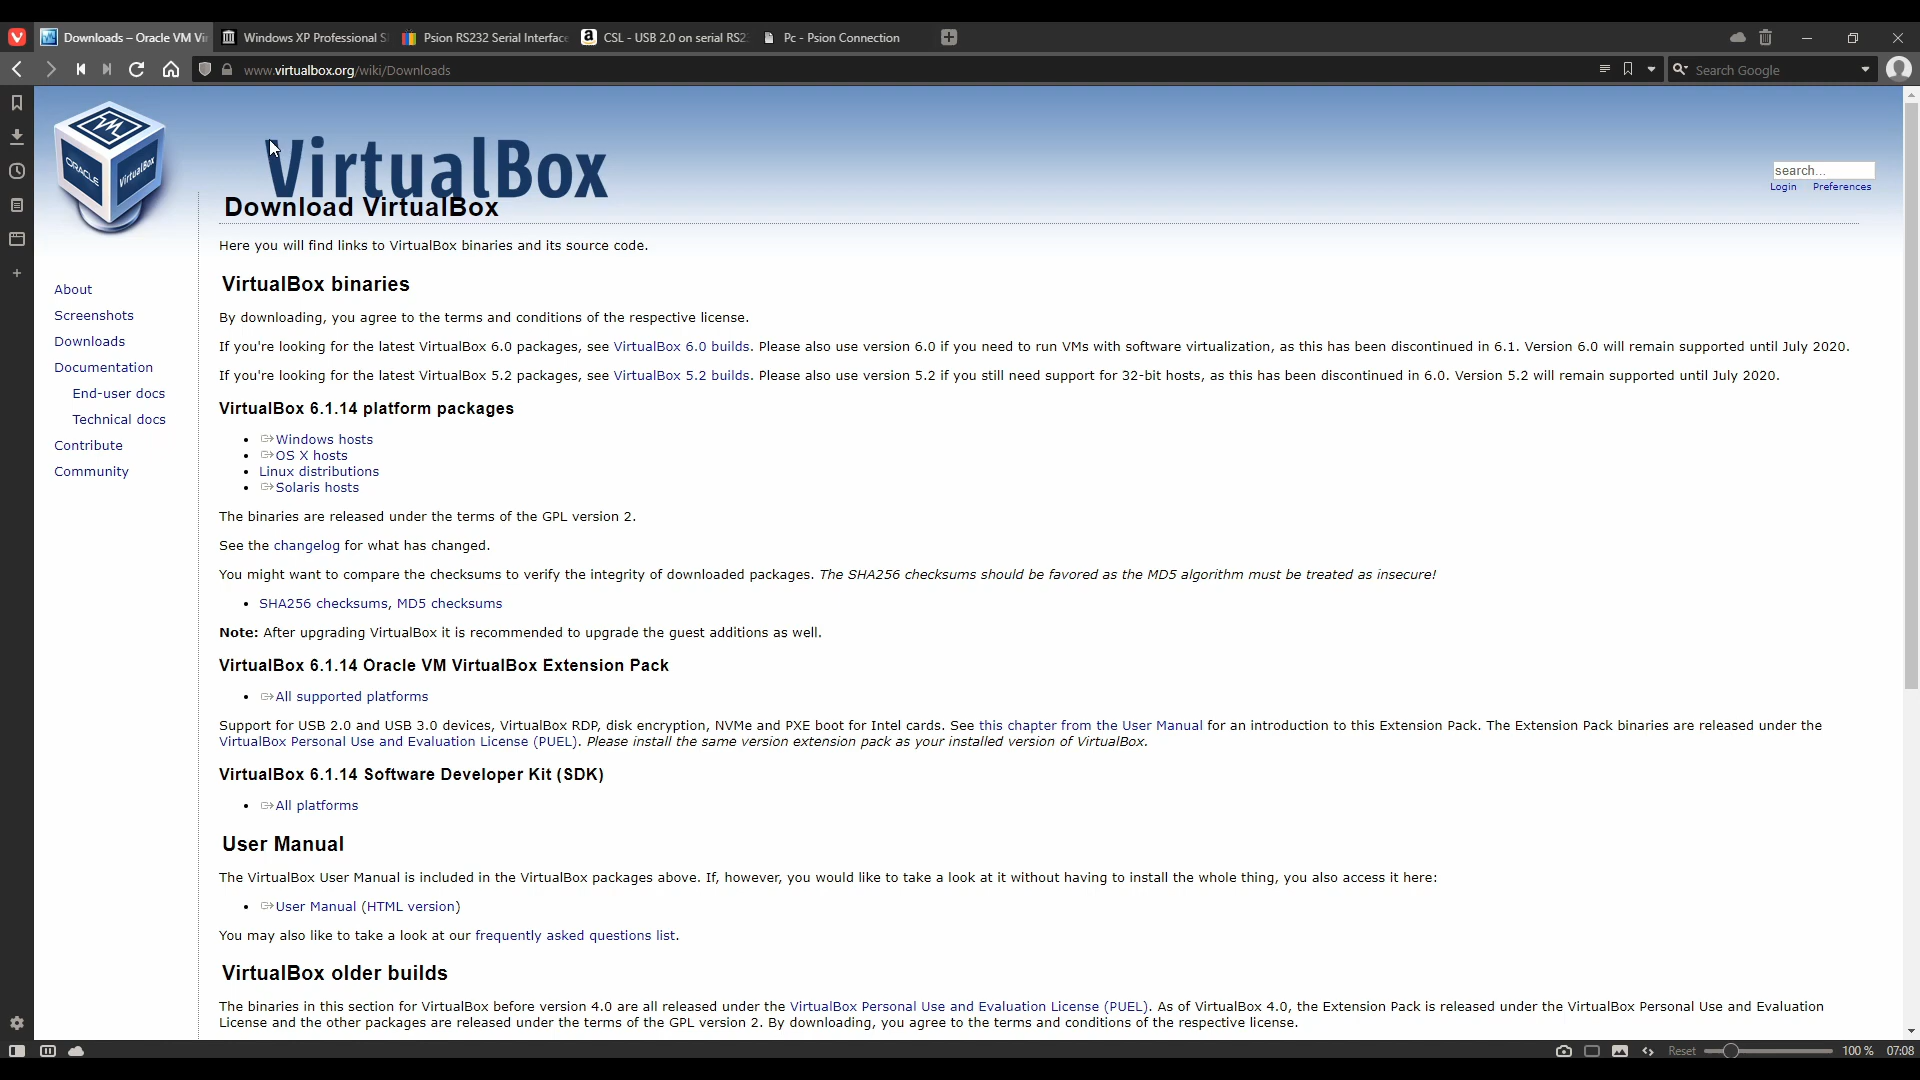 Downloads – Oracle VM Vi
Windows XP Professional S
Psion RS232 Serial Interface
CSL - USB 2.0 on serial RS2
Pc - Psion Connection
www.virtualbox.org/wiki/Downloads
Search Google
ORACLE
VirtualBox
VirtualBox
search...
Login Preferences
Download VirtualBox
Here you will find links to VirtualBox binaries and its source code.
VirtualBox binaries
About
Screenshots
Downloads
Documentation
End-user docs
Technical docs
Contribute
Community
By downloading, you agree to the terms and conditions of the respective license.
If you're looking for the latest VirtualBox 6.0 packages, see VirtualBox 6.0 builds. Please also use version 6.0 if you need to run VMs with software virtualization, as this has been discontinued in 6.1. Version 6.0 will remain supported until July 2020.
If you're looking for the latest VirtualBox 5.2 packages, see VirtualBox 5.2 builds. Please also use version 5.2 if you still need support for 32-bit hosts, as this has been discontinued in 6.0. Version 5.2 will remain supported until July 2020.
VirtualBox 6.1.14 platform packages
• Windows hosts
• OS X hosts
• Linux distributions
• Solaris hosts
The binaries are released under the terms of the GPL version 2.
See the changelog for what has changed.
You might want to compare the checksums to verify the integrity of downloaded packages. The SHA256 checksums should be favored as the MD5 algorithm must be treated as insecure!
• SHA256 checksums, MD5 checksums
Note: After upgrading VirtualBox it is recommended to upgrade the guest additions as well.
VirtualBox 6.1.14 Oracle VM VirtualBox Extension Pack
• All supported platforms
Support for USB 2.0 and USB 3.0 devices, VirtualBox RDP, disk encryption, NVMe and PXE boot for Intel cards. See this chapter from the User Manual for an introduction to this Extension Pack. The Extension Pack binaries are released under the
VirtualBox Personal Use and Evaluation License (PUEL). Please install the same version extension pack as your installed version of VirtualBox.
VirtualBox 6.1.14 Software Developer Kit (SDK)
• All platforms
User Manual
The VirtualBox User Manual is included in the VirtualBox packages above. If, however, you would like to take a look at it without having to install the whole thing, you also access it here:
• User Manual (HTML version)
You may also like to take a look at our frequently asked questions list.
VirtualBox older builds
The binaries in this section for VirtualBox before version 4.0 are all released under the VirtualBox Personal Use and Evaluation License (PUEL). As of VirtualBox 4.0, the Extension Pack is released under the VirtualBox Personal Use and Evaluation
License and the other packages are released under the terms of the GPL version 2. By downloading, you agree to the terms and conditions of the respective license.
Reset 100 % 07:08